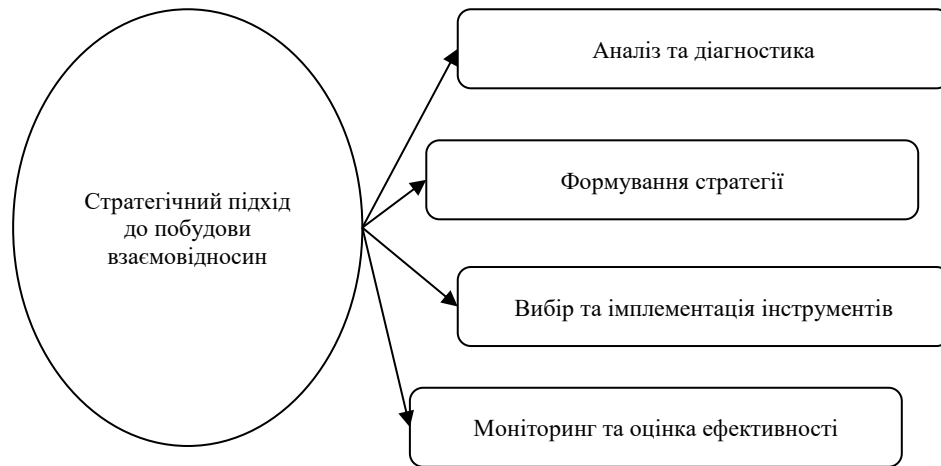 Стратегічний підхід
до побудови
взаємовідносин
Аналіз та діагностика
Формування стратегії
Вибір та імплементація інструментів
Моніторинг та оцінка ефективності